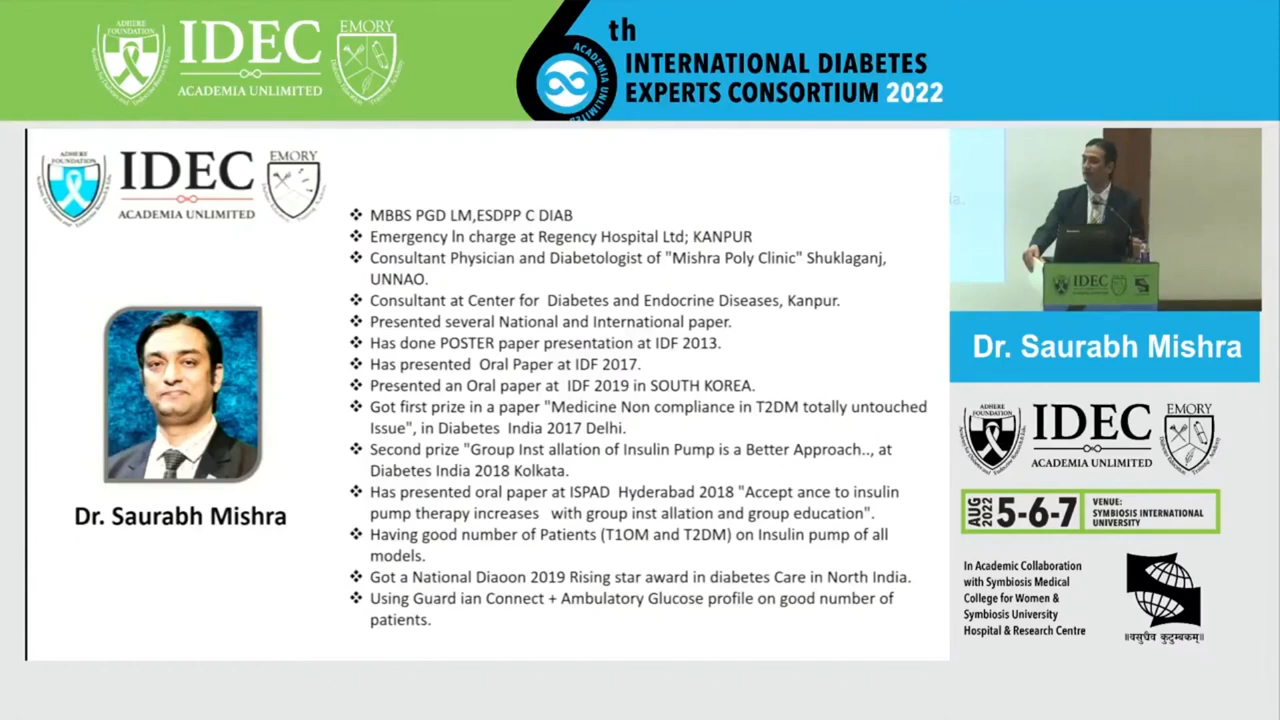 ADHERE
FOUNDATION
IDEC
ACADEMIA UNLIMITED
EMORY
6th
ACADEMIA UNLIMITED
INTERNATIONAL DIABETES
EXPERTS CONSORTIUM 2022
ADHERE
FOUNDATION
IDEC
ACADEMIA UNLIMITED
EMORY
Dr. Saurabh Mishra
❖ MBBS PGD LM,ESDPP C DIAB
❖ Emergency ln charge at Regency Hospital Ltd; KANPUR
❖ Consultant Physician and Diabetologist of "Mishra Poly Clinic" Shuklaganj,
UNNAO.
❖ Consultant at Center for Diabetes and Endocrine Diseases, Kanpur.
❖ Presented several National and International paper.
❖ Has done POSTER paper presentation at IDF 2013.
❖ Has presented Oral Paper at IDF 2017.
❖ Presented an Oral paper at IDF 2019 in SOUTH KOREA.
❖ Got first prize in a paper "Medicine Non compliance in T2DM totally untouched
Issue", in Diabetes India 2017 Delhi.
❖ Second prize "Group Inst allation of Insulin Pump is a Better Approach.., at
Diabetes India 2018 Kolkata.
❖ Has presented oral paper at ISPAD Hyderabad 2018 "Accept ance to insulin
pump therapy increases with group inst allation and group education".
❖ Having good number of Patients (T1OM and T2DM) on Insulin pump of all
models.
❖ Got a National Diaoon 2019 Rising star award in diabetes Care in North India.
❖ Using Guard ian Connect + Ambulatory Glucose profile on good number of
patients.
IDEC
Dr. Saurabh Mishra
ADHERE
FOUNDATION
IDEC
ACADEMIA UNLIMITED
EMORY
AUG
2022
5-6-7
VENUE:
SYMBIOSIS INTERNATIONAL
UNIVERSITY
In Academic Collaboration
with Symbiosis Medical
College for Women &
Symbiosis University
Hospital & Research Centre
॥वसुधैव कुटुम्बकम्॥